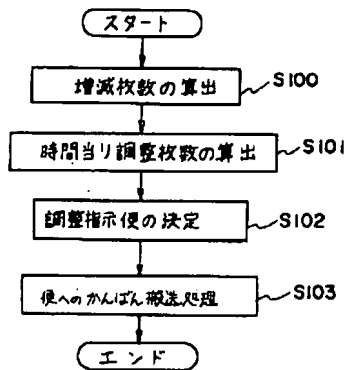 スタート
増減枚数の算出 S100
時間当り調整枚数の算出 S101
調整指示便の決定 S102
便へのかんばん搬送処理 S103
エンド